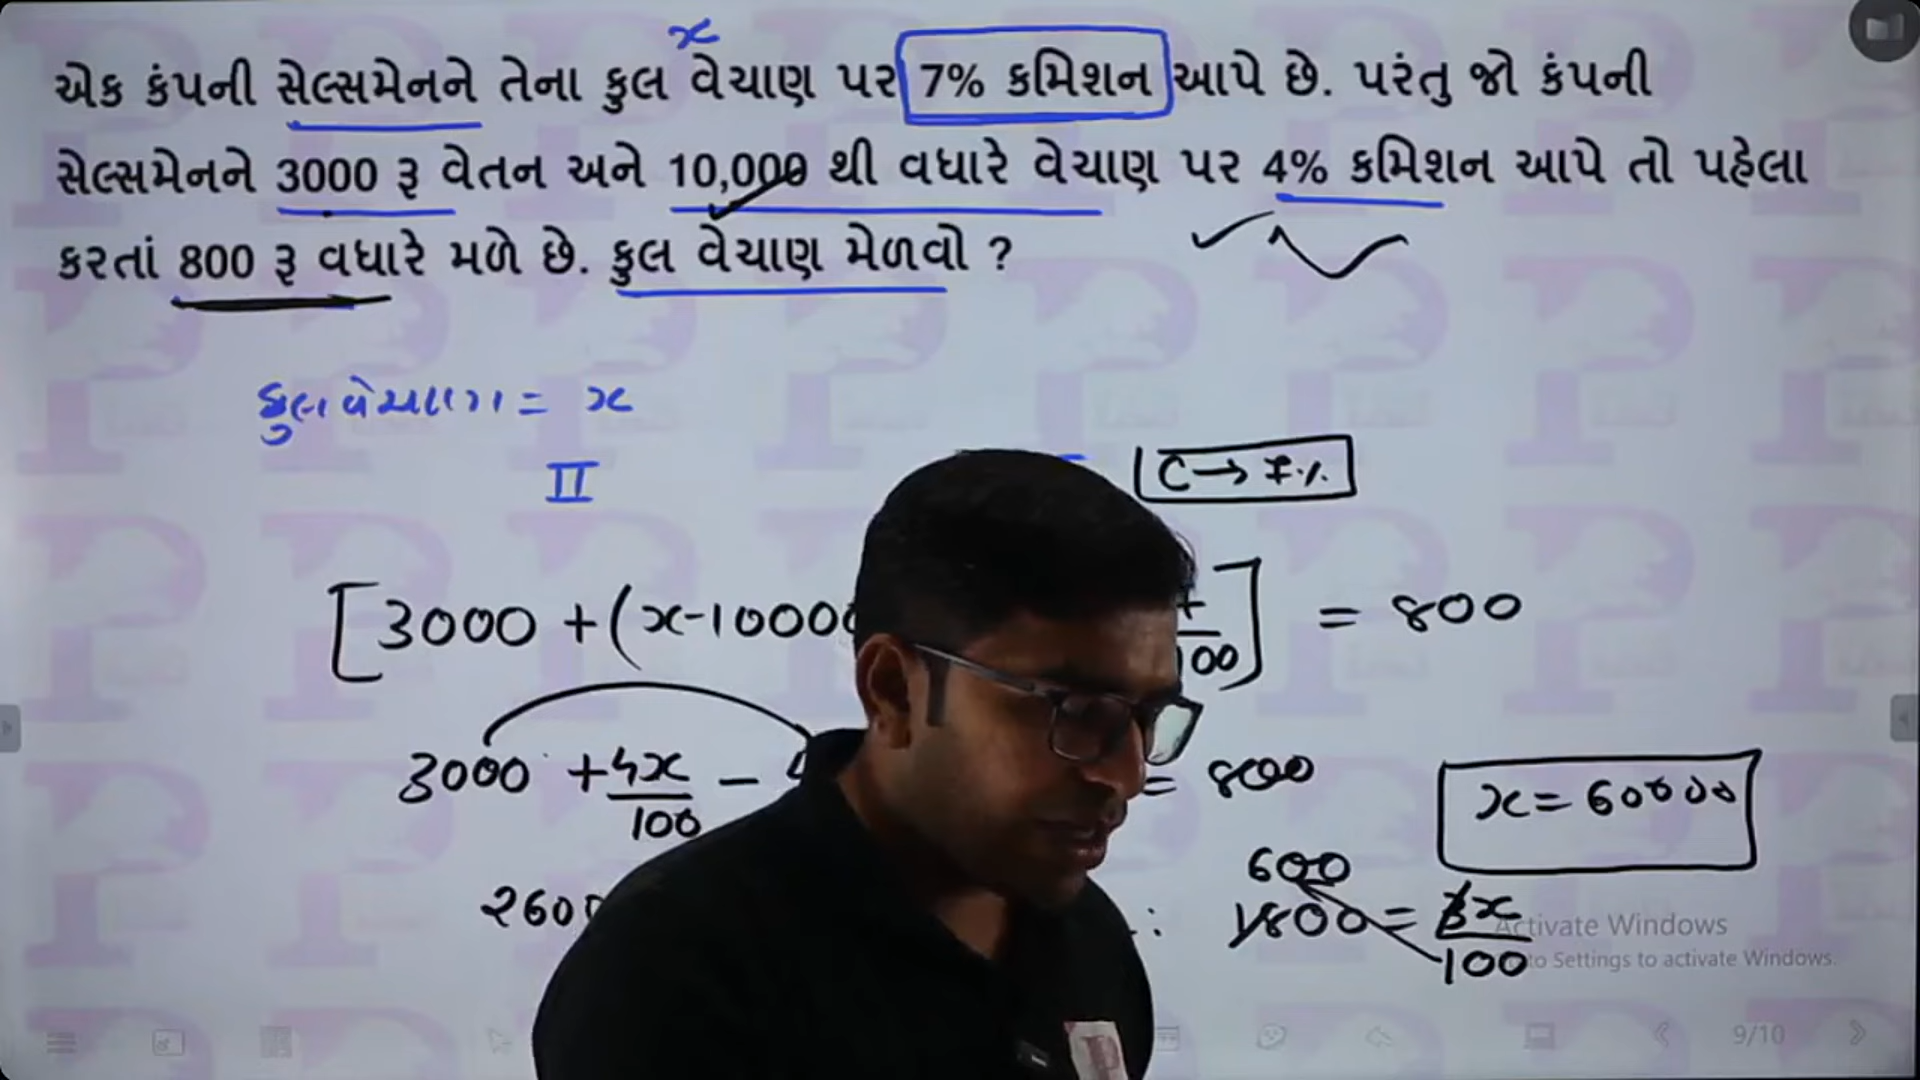 x
એક કંપની સેલ્સમેનને તેના કુલ વેચાણ પર 7% કમિશન આપે છે. પરંતુ જો કંપની
સેલ્સમેનને 3000 રૂ વેતન અને 10,000 થી વધારે વેચાણ પર 4% કમિશન આપે તો પહેલા
કરતાં 800 રૂ વધારે મળે છે. કુલ વેચાણ મેળવો ?
કુલ વેચાણ = x
II
C → 7%
[3000 + (x-10000 00] = 800
3000 + 4x/100 - = 800
x = 60000
600
260 1800 = 3x/100
Activate Windows
to Settings to activate Windows.
9/10